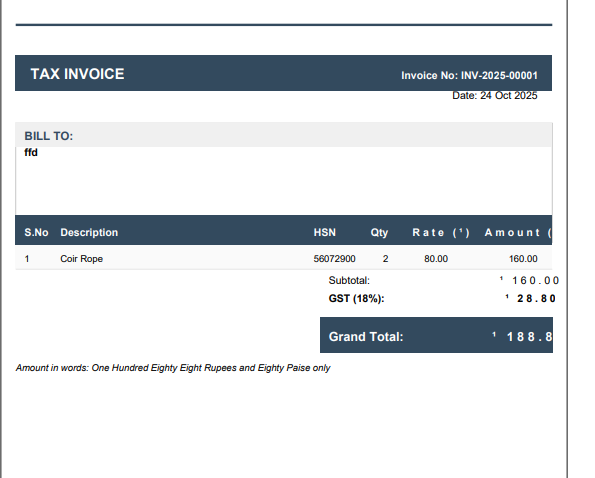 TAX INVOICE
Invoice No: INV-2025-00001
Date: 24 Oct 2025
BILL TO:
ffd
S.No Description HSN Qty Rate (¹) Amount (
1 Coir Rope 56072900 2 80.00 160.00
Subtotal: ¹ 160.00
GST (18%): ¹ 28.80
Grand Total: ¹ 188.8
Amount in words: One Hundred Eighty Eight Rupees and Eighty Paise only